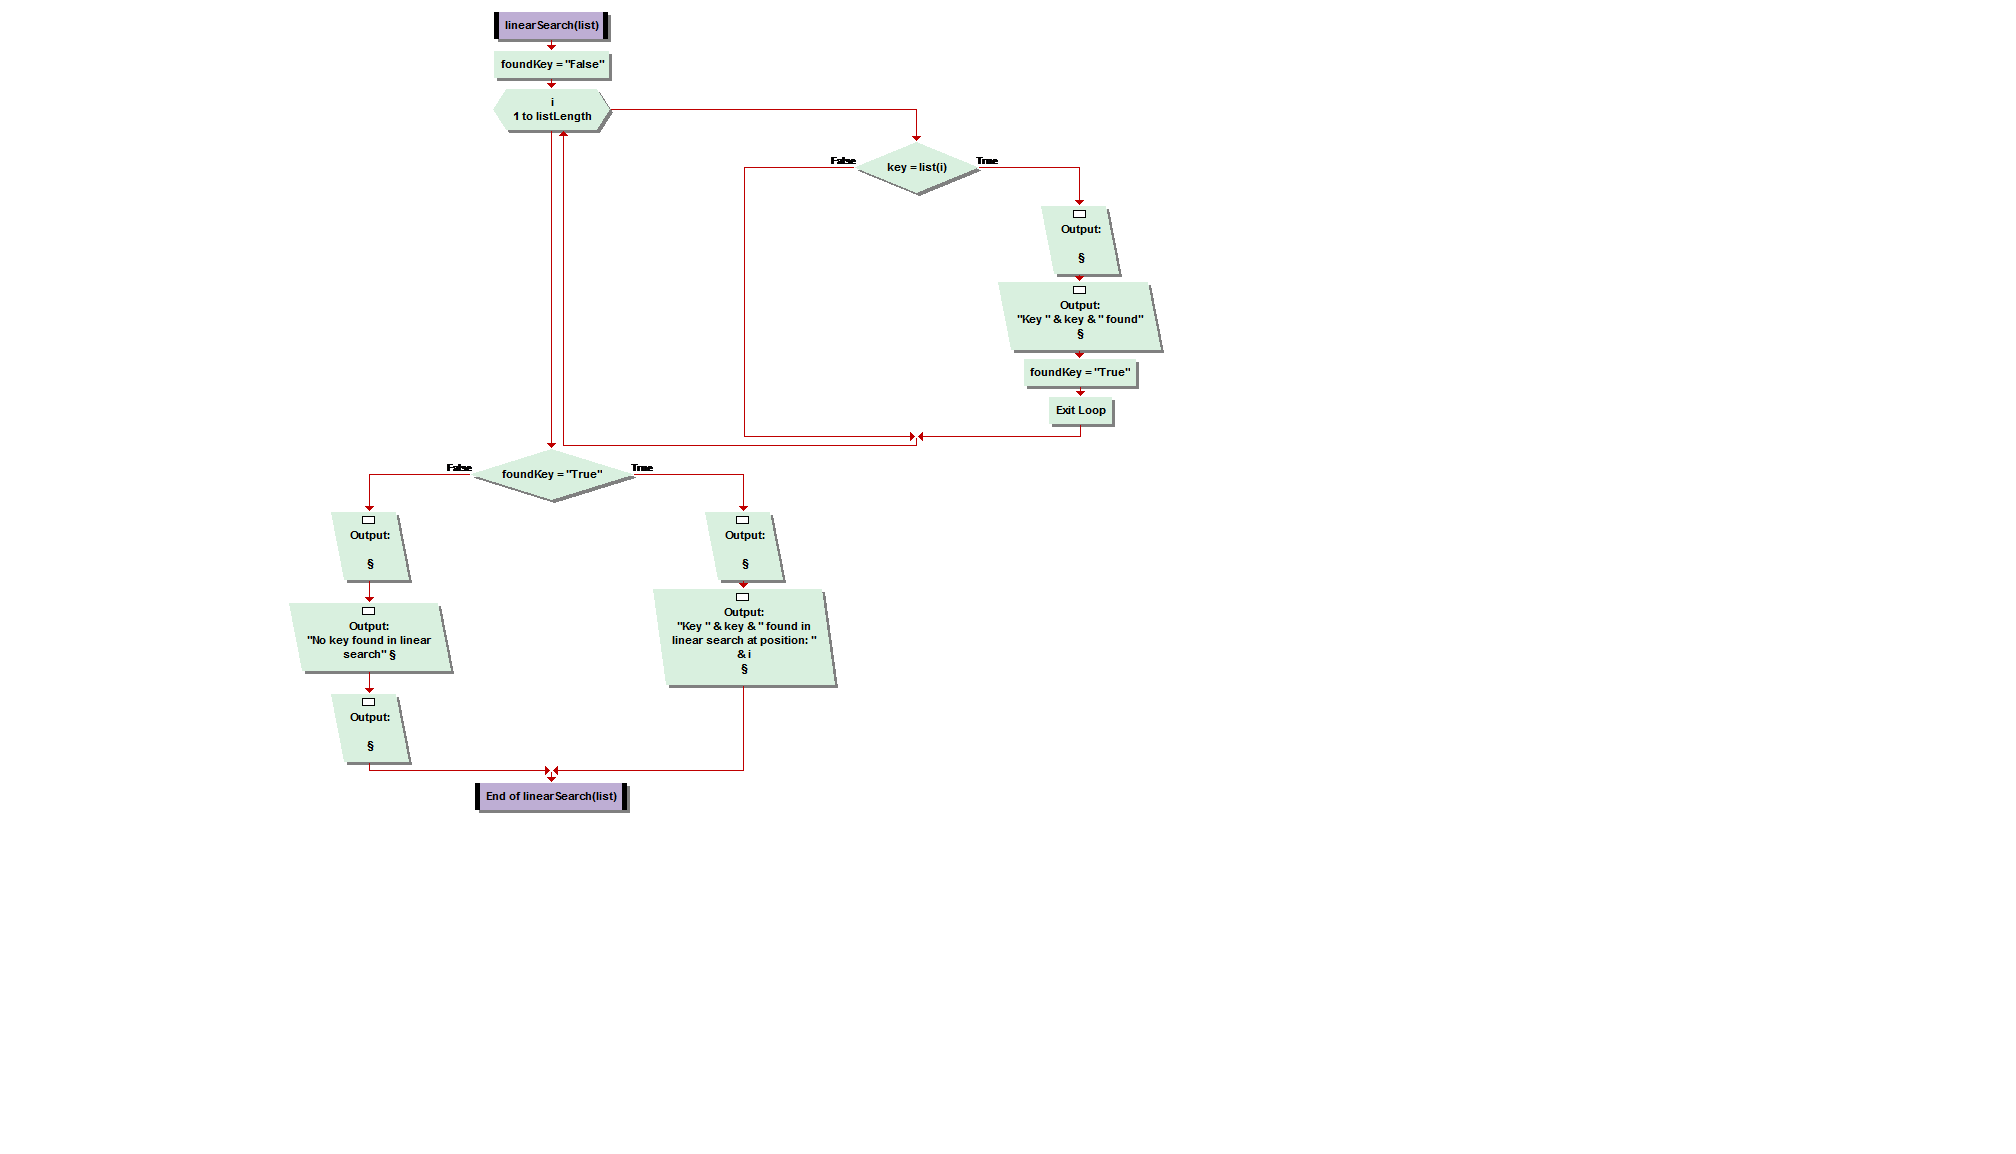 linearSearch(list)
foundKey = "False"
i
1 to listLength
False
key = list(i)
True
Output:
§
Output:
"Key " & key & " found"
§
foundKey = "True"
Exit Loop
False
foundKey = "True"
True
Output:
§
Output:
"No key found in linear
search" §
Output:
§
Output:
§
Output:
"Key " & key & " found in
linear search at position: "
& i
§
End of linearSearch(list)